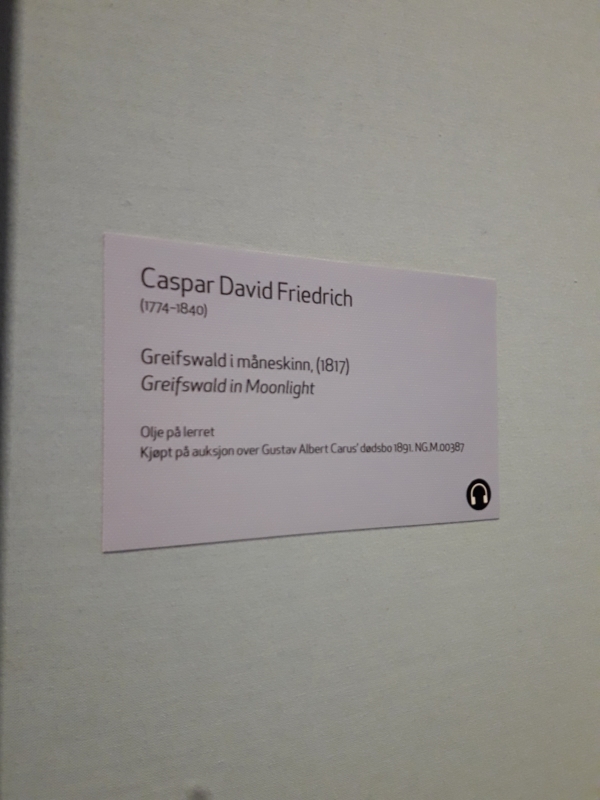 Caspar David Friedrich
(1774–1840)
Greifswald i måneskinn, (1817)
Greifswald in Moonlight
Olje på lerret
Kjøpt på auksjon over Gustav Albert Carus' dødsbo 1891. NG.M.00387